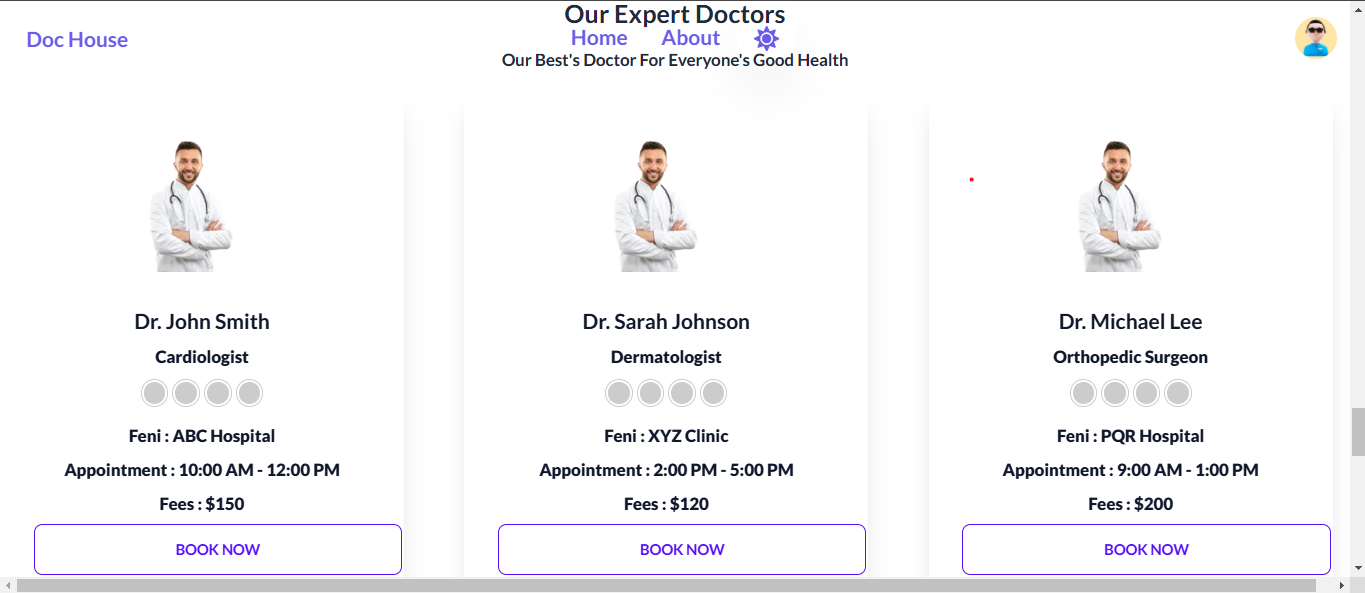 Our Expert Doctors
Doc House
Home
About
Our Best's Doctor For Everyone's Good Health
Dr. John Smith
Cardiologist
Feni : ABC Hospital
Appointment : 10:00 AM - 12:00 PM
Fees : $150
BOOK NOW
Dr. Sarah Johnson
Dermatologist
Feni : XYZ Clinic
Appointment : 2:00 PM - 5:00 PM
Fees : $120
BOOK NOW
Dr. Michael Lee
Orthopedic Surgeon
Feni : PQR Hospital
Appointment : 9:00 AM - 1:00 PM
Fees : $200
BOOK NOW